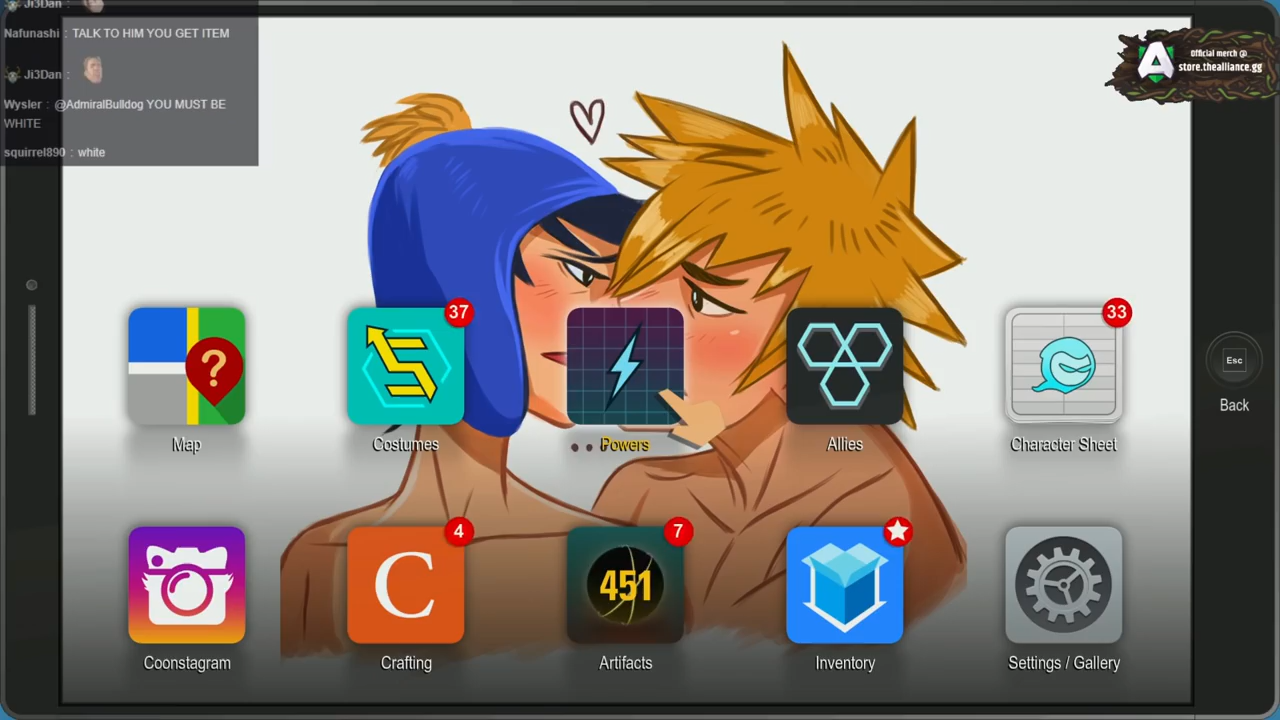 Ji3Dan :
Nafunashi : TALK TO HIM YOU GET ITEM
Ji3Dan :
Wysler : @AdmiralBulldog YOU MUST BE
WHITE
squirrel890 : white
Official merch @
store.thealliance.gg
37
33
Map
Costumes
Powers
Allies
Character Sheet
Esc
Back
4
7
C
451
Coonstagram
Crafting
Artifacts
Inventory
Settings / Gallery